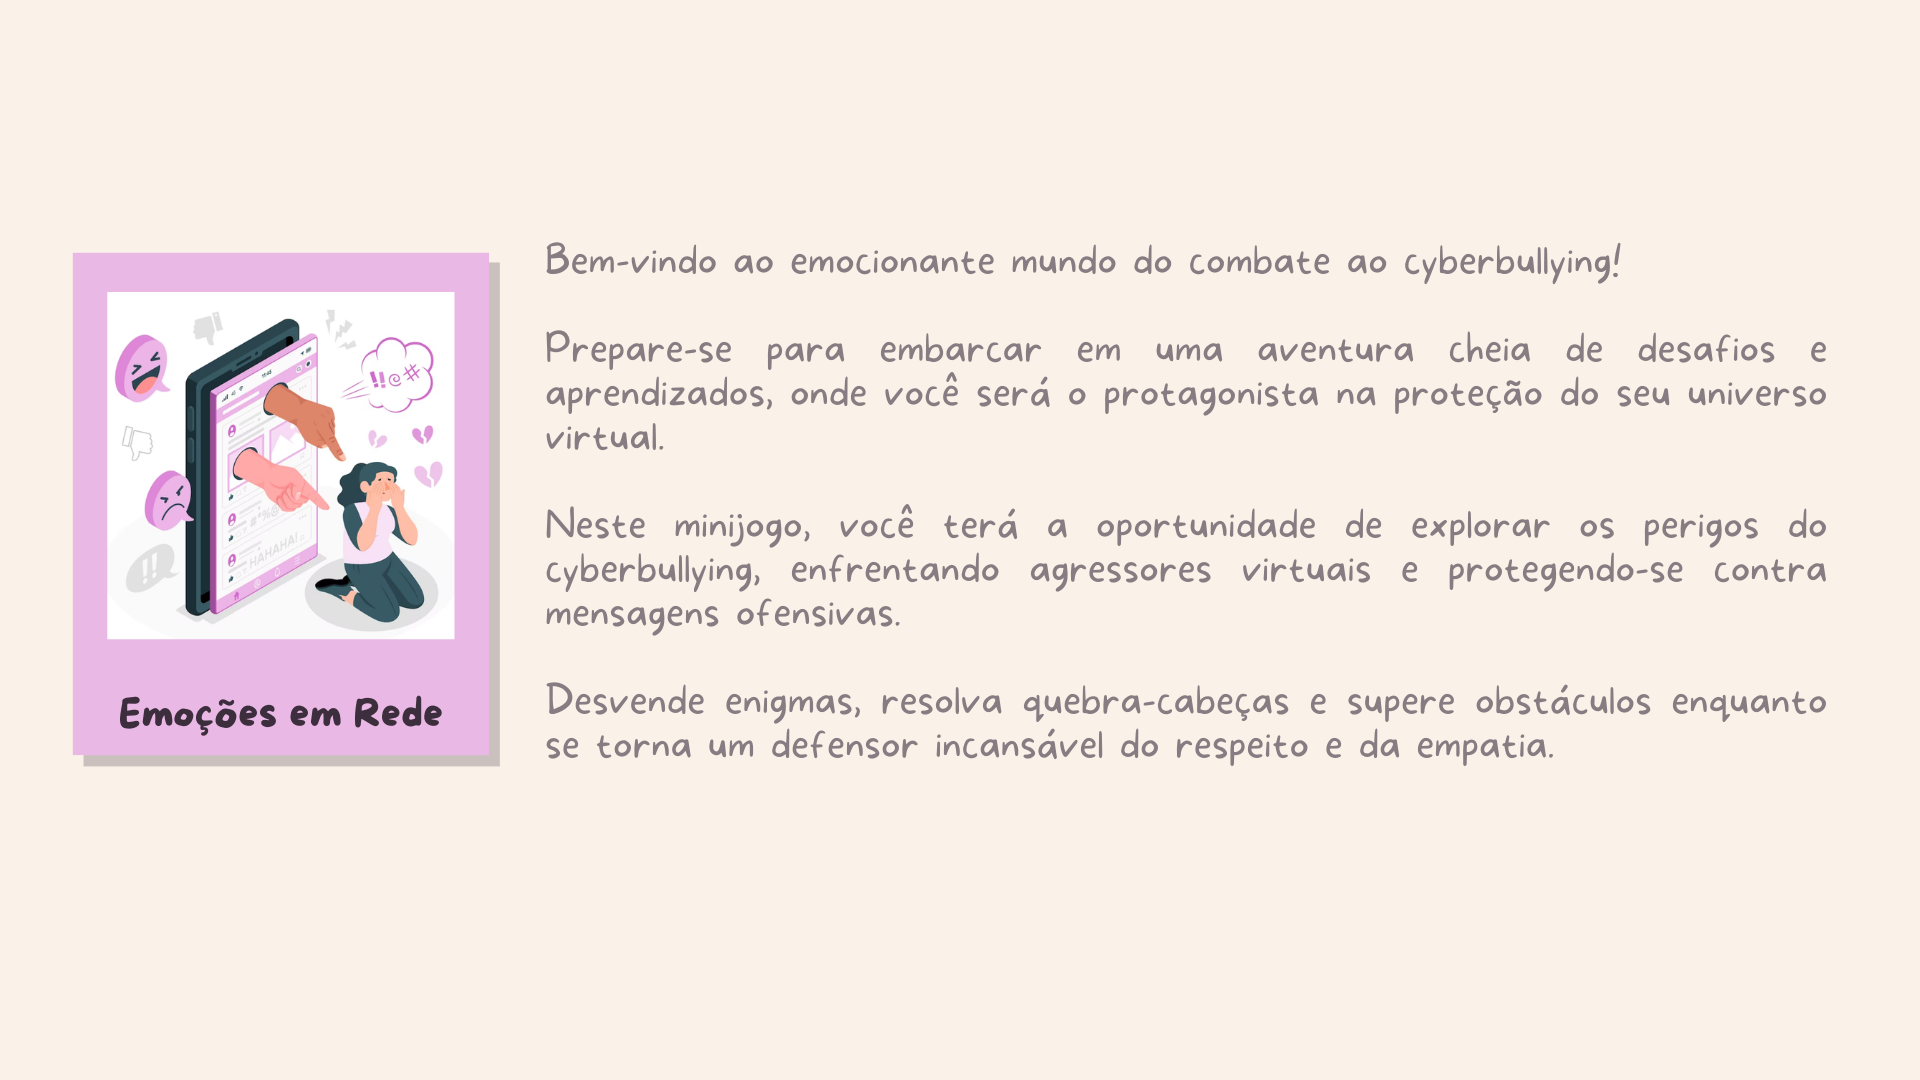 Bem-vindo ao emocionante mundo do combate ao cyberbullying!
Prepare-se para embarcar em uma aventura cheia de desafios e
aprendizados, onde você será o protagonista na proteção do seu universo
virtual.
Neste minijogo, você terá a oportunidade de explorar os perigos do
cyberbullying, enfrentando agressores virtuais e protegendo-se contra
mensagens ofensivas.
Desvende enigmas, resolva quebra-cabeças e supere obstáculos enquanto
se torna um defensor incansável do respeito e da empatia.
!!@#
HAHAHA!
!!
Emoções em Rede